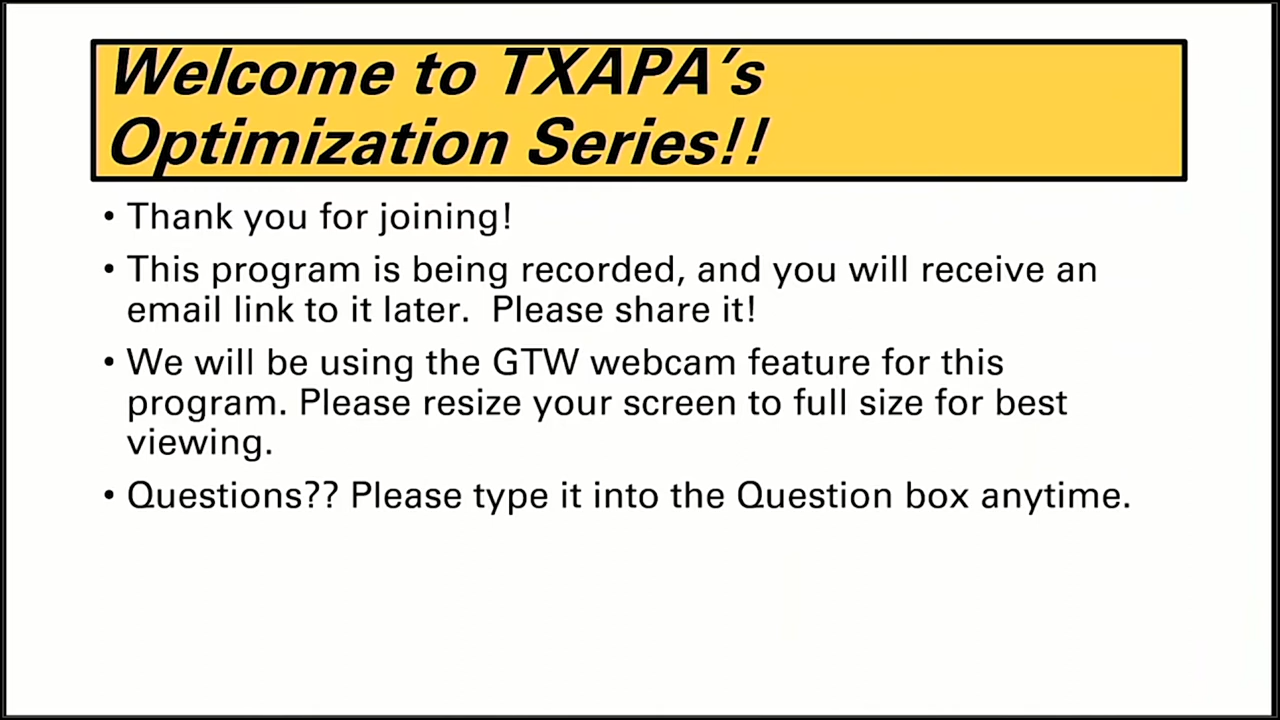 Welcome to TXAPA’s
Optimization Series!!
• Thank you for joining!
• This program is being recorded, and you will receive an
email link to it later.  Please share it!
• We will be using the GTW webcam feature for this
program. Please resize your screen to full size for best
viewing.
• Questions?? Please type it into the Question box anytime.